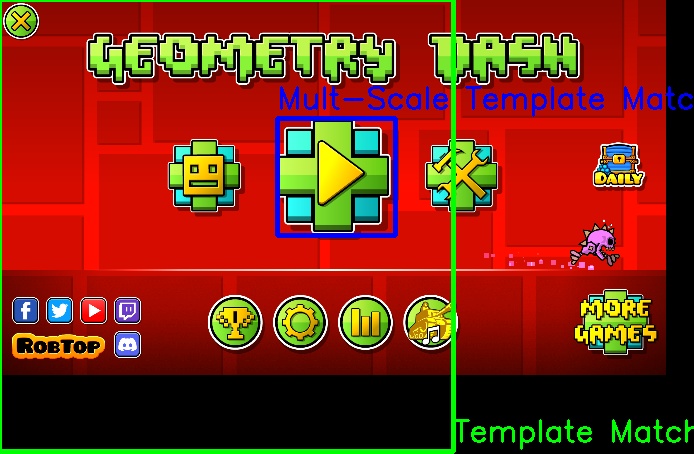 GEOMETRY DASH
Mult-Scale Template Matc
DAILY
MORE
GAMES
ROBTOP
Template Match